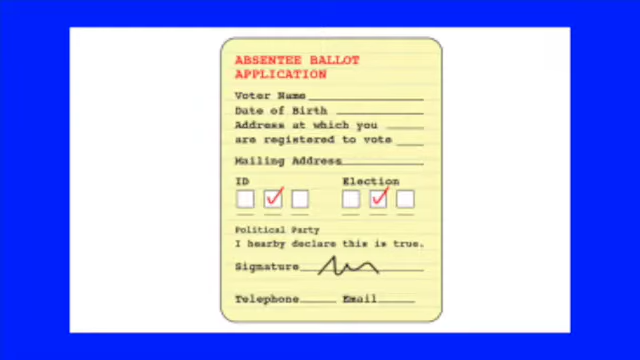 ABSENTEE BALLOT
APPLICATION
Voter Name
Date of Birth
Address at which you
are registered to vote
Mailing Address
ID Election
Political Party
I hearby declare this is true.
Signature
Telephone Email